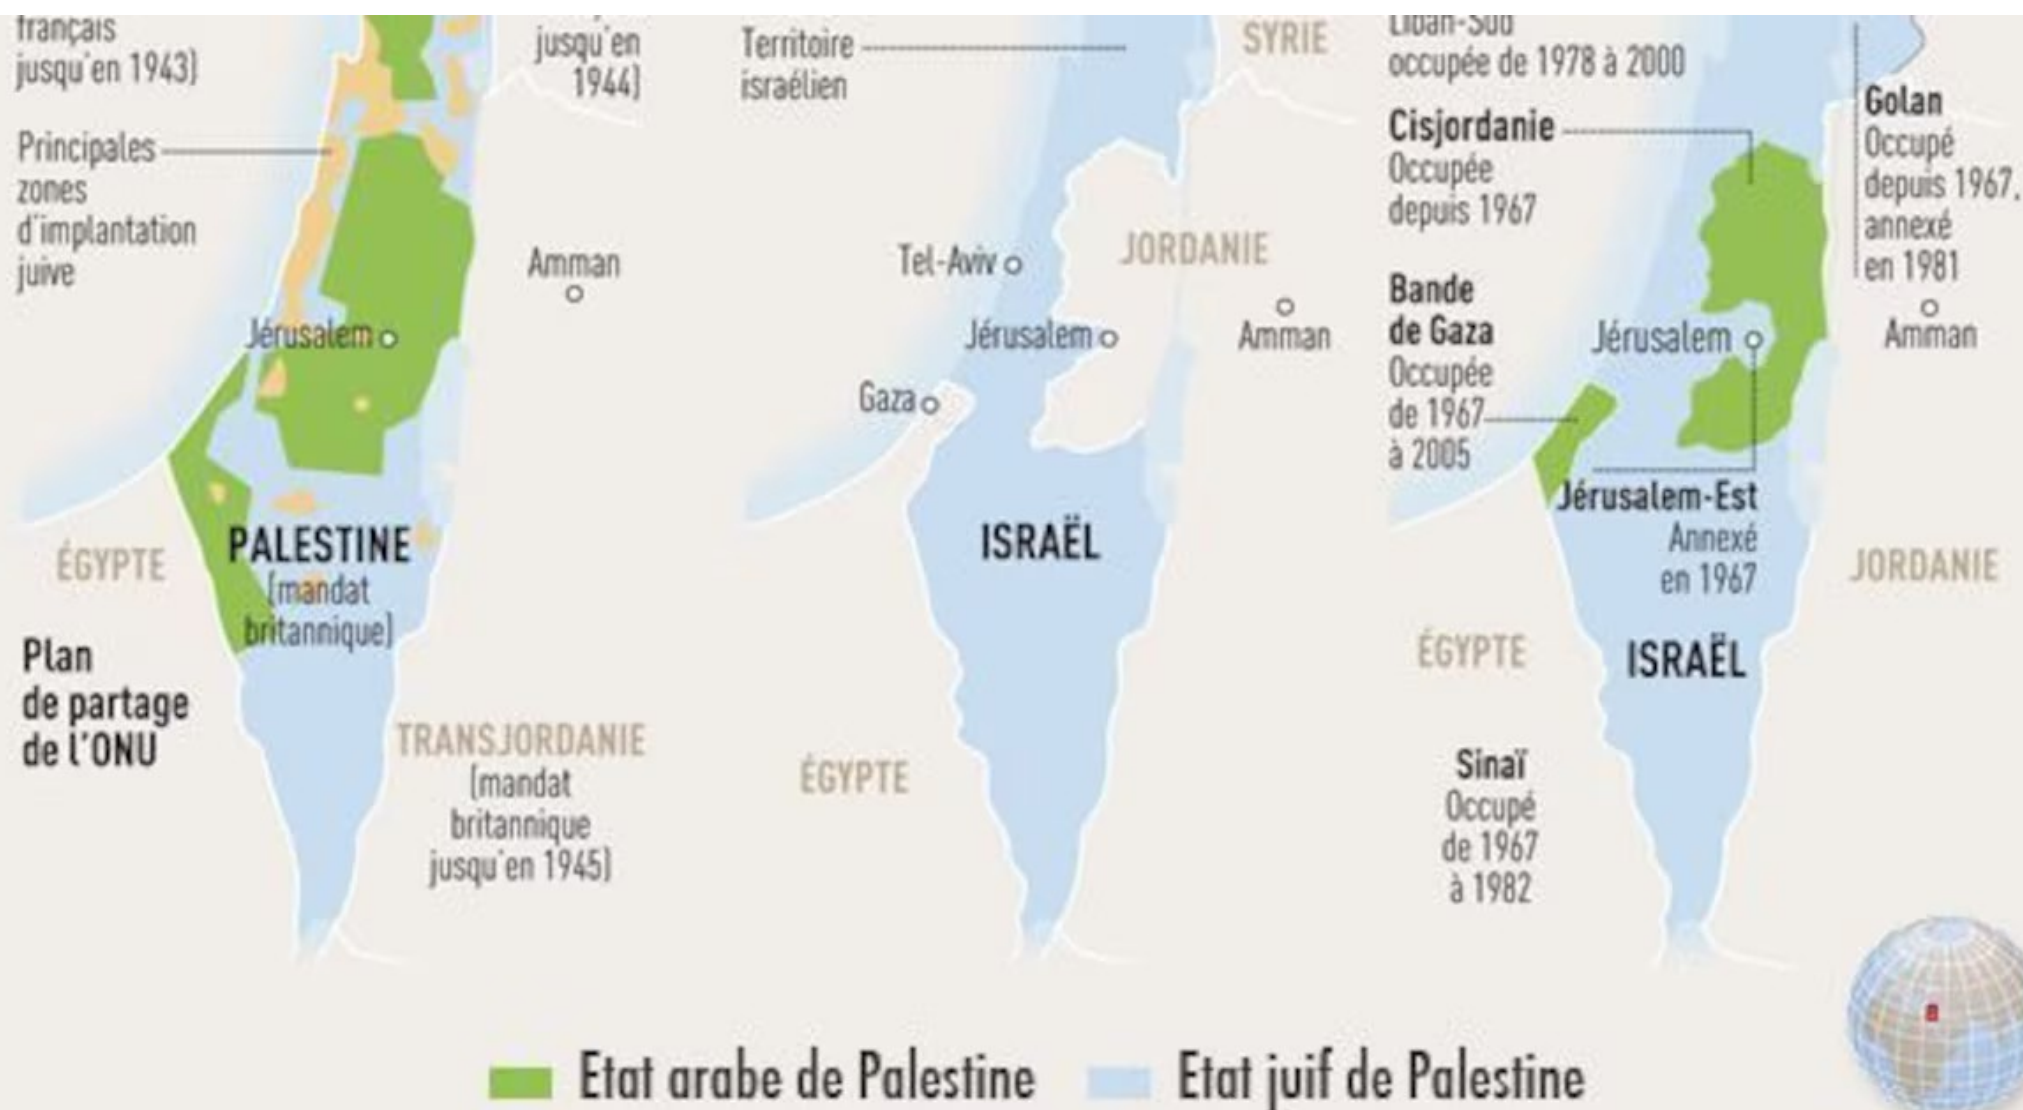 français
jusqu'en 1943)
Principales
zones
d'implantation
juive
jusqu'en
1944)
Amman
Jérusalem
ÉGYPTE
PALESTINE
(mandat
britannique)
Plan
de partage
de l'ONU
TRANSJORDANIE
(mandat
britannique
jusqu'en 1945)
Territoire
israélien
SYRIE
Tel-Aviv
JORDANIE
Jérusalem
Amman
Gaza
ISRAËL
ÉGYPTE
Liban-Sud
occupée de 1978 à 2000
Cisjordanie
Occupée
depuis 1967
Golan
Occupé
depuis 1967,
annexé
en 1981
Bande
de Gaza
Occupée
de 1967
à 2005
Jérusalem
Amman
Jérusalem-Est
Annexé
en 1967
JORDANIE
ÉGYPTE
ISRAËL
Sinaï
Occupé
de 1967
à 1982
Etat arabe de Palestine
Etat juif de Palestine